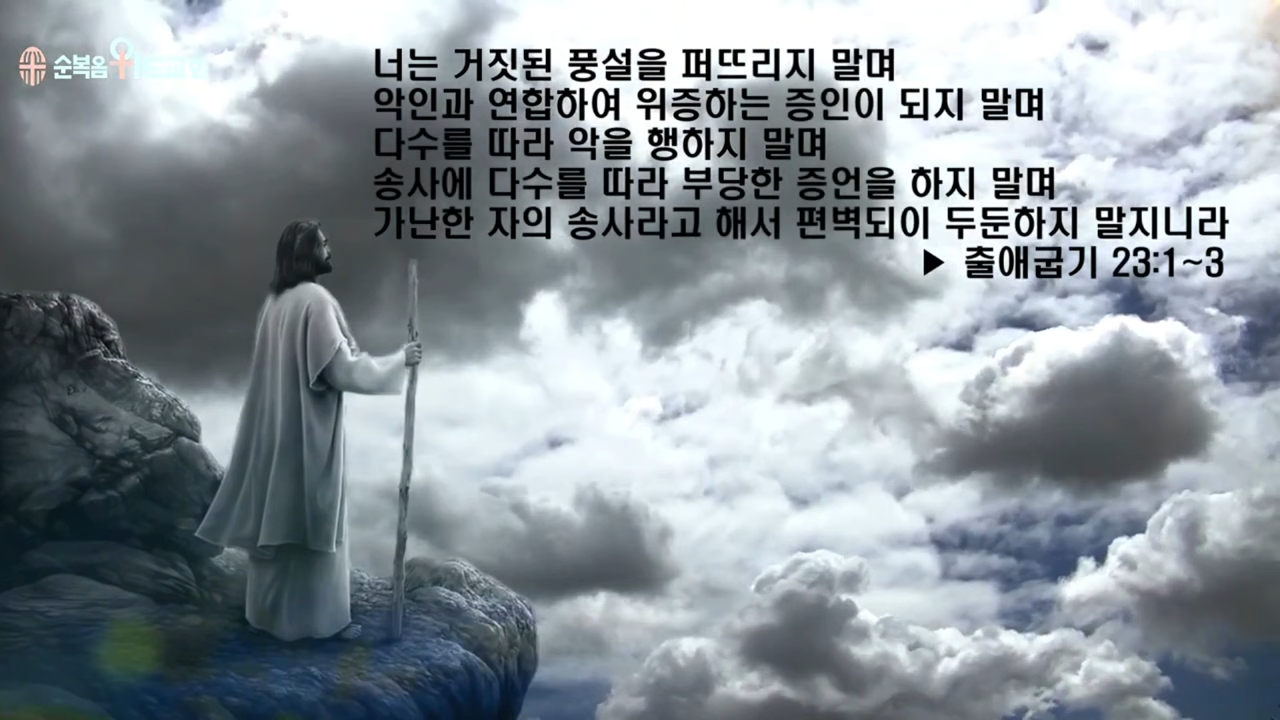 순복음
너는 거짓된 풍설을 퍼뜨리지 말며
악인과 연합하여 위증하는 증인이 되지 말며
다수를 따라 악을 행하지 말며
송사에 다수를 따라 부당한 증언을 하지 말며
가난한 자의 송사라고 해서 편벽되이 두둔하지 말지니라
▶ 출애굽기 23:1~3